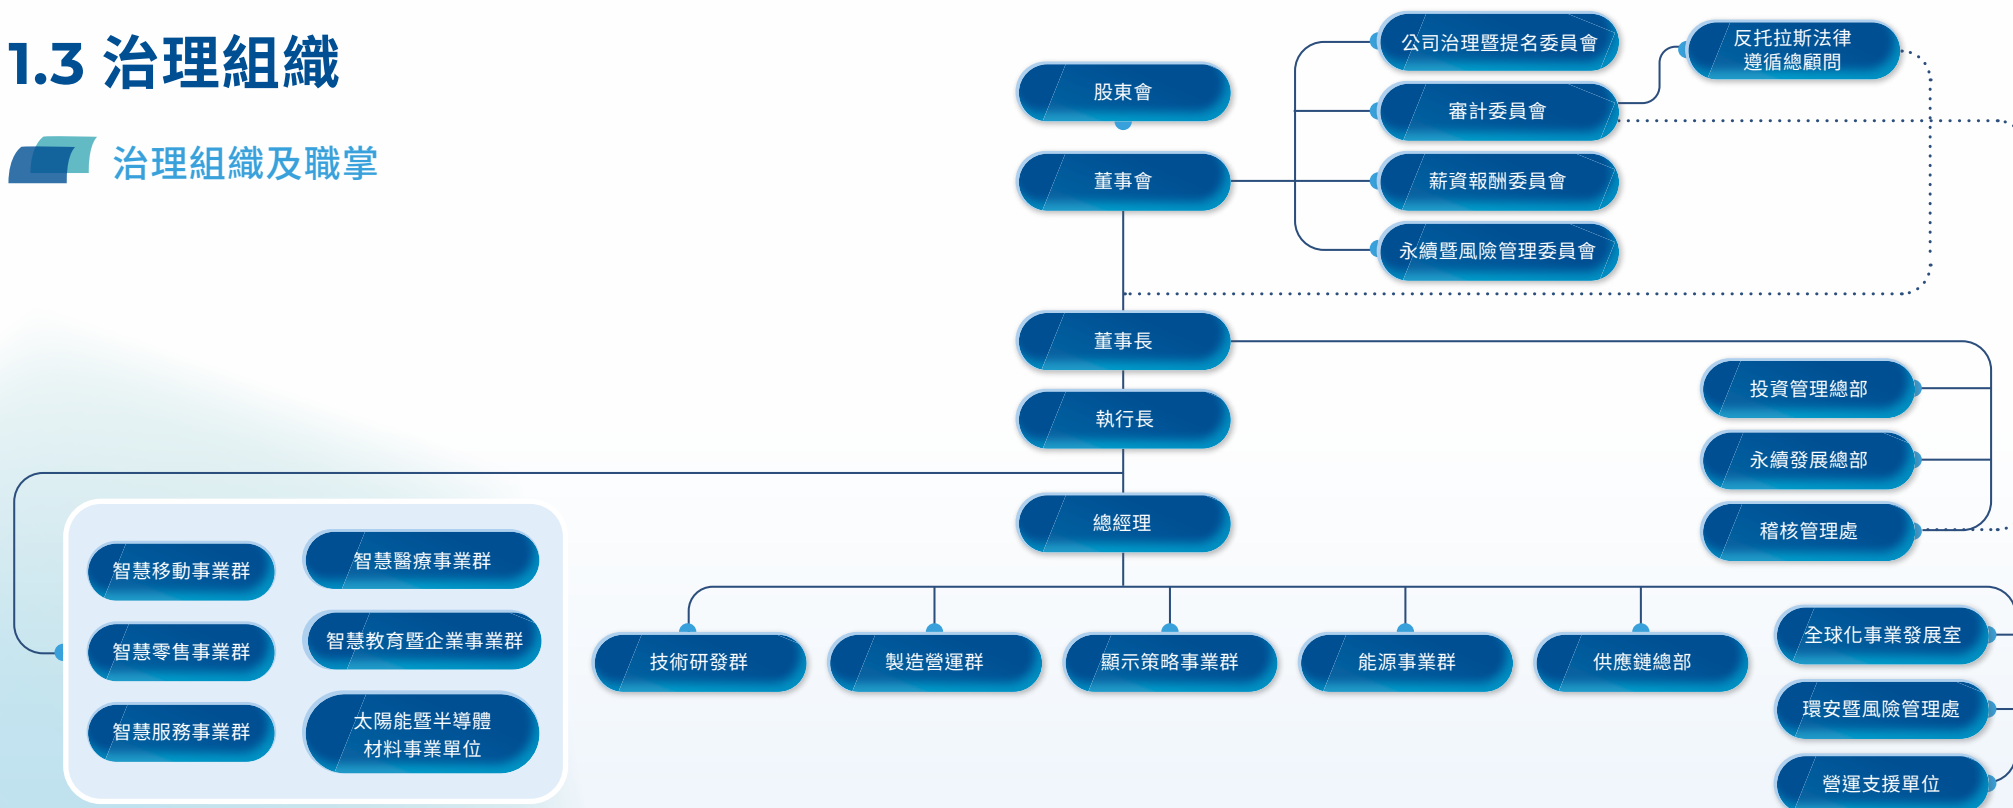 1.3 治理組織
治理組織及職掌
股東會
董事會
公司治理暨提名委員會
審計委員會
薪資報酬委員會
永續暨風險管理委員會
反托拉斯法律
遵循總顧問
董事長
執行長
總經理
投資管理總部
永續發展總部
稽核管理處
智慧移動事業群
智慧零售事業群
智慧服務事業群
智慧醫療事業群
智慧教育暨企業事業群
太陽能暨半導體
材料事業單位
技術研發群
製造營運群
顯示策略事業群
能源事業群
供應鏈總部
全球化事業發展室
環安暨風險管理處
營運支援單位